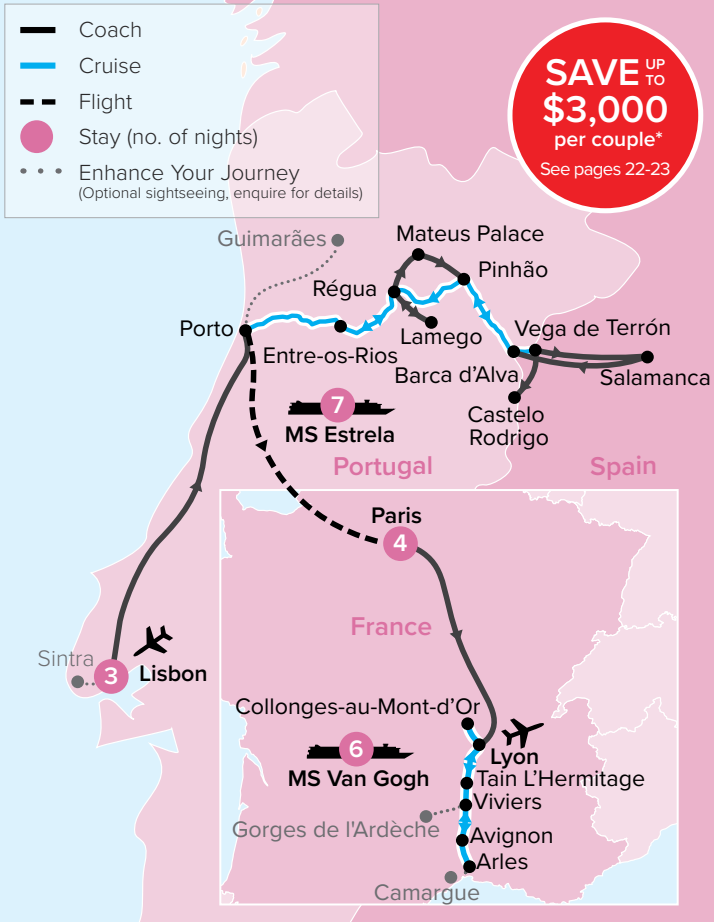 Coach
Cruise
Flight
Stay (no. of nights)
Enhance Your Journey
(Optional sightseeing, enquire for details)
SAVE UP TO
$3,000
per couple*
See pages 22-23
Guimarães
Mateus Palace
Pinhão
Régua
Porto
Lamego
Vega de Terrón
Entre-os-Rios
Barca d'Alva
Salamanca
7
MS Estrela
Castelo
Rodrigo
Portugal
Spain
Paris
4
France
Sintra
3
Lisbon
Collonges-au-Mont-d'Or
6
MS Van Gogh
Lyon
Tain L'Hermitage
Viviers
Gorges de l'Ardèche
Avignon
Arles
Camargue